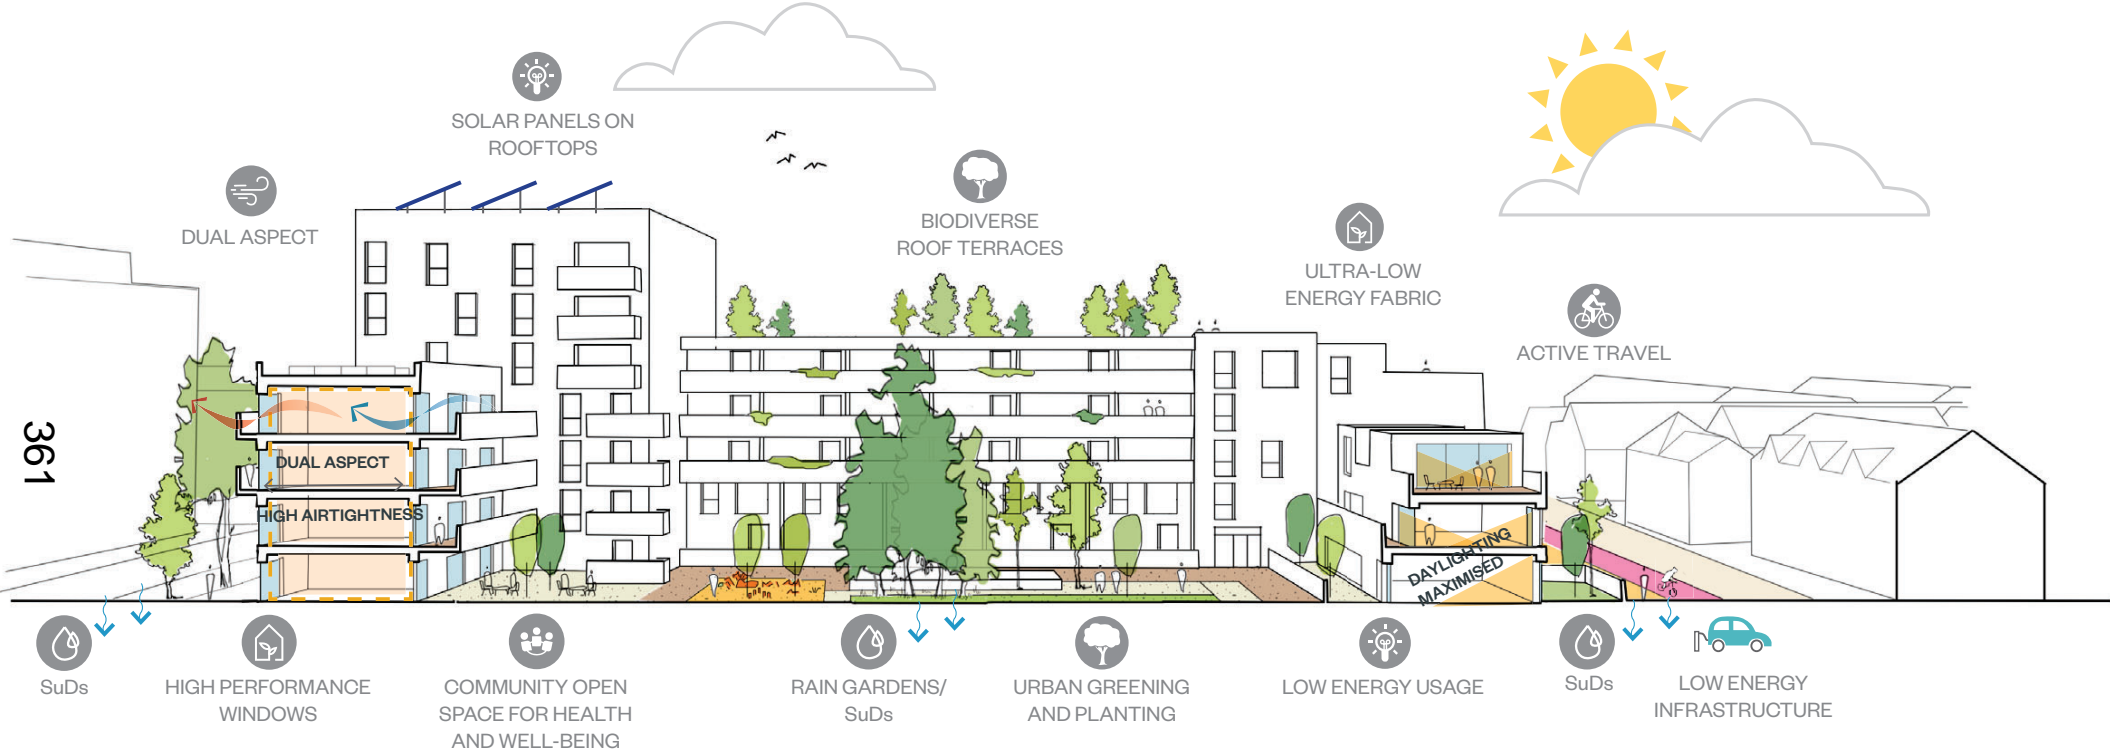 SOLAR PANELS ON
ROOFTOPS
DUAL ASPECT
BIODIVERSE
ROOF TERRACES
ULTRA-LOW
ENERGY FABRIC
ACTIVE TRAVEL
361
DUAL ASPECT
HIGH AIRTIGHTNESS
DAYLIGHTING
MAXIMISED
SuDs
HIGH PERFORMANCE
WINDOWS
COMMUNITY OPEN
SPACE FOR HEALTH
AND WELL-BEING
RAIN GARDENS/
SuDs
URBAN GREENING
AND PLANTING
LOW ENERGY USAGE
SuDs
LOW ENERGY
INFRASTRUCTURE